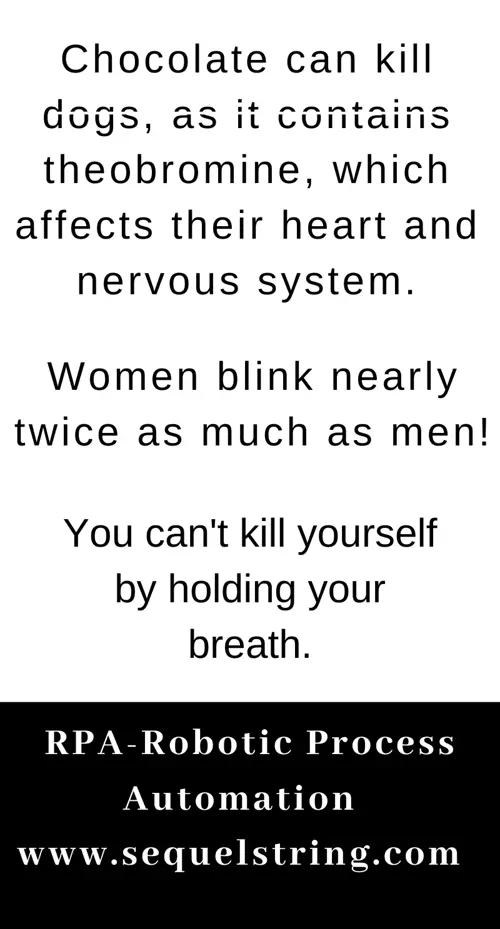 Chocolate can kill
dogs, as it contains
theobromine, which
affects their heart and
nervous system.
Women blink nearly
twice as much as men!
You can't kill yourself
by holding your
breath.
RPA-Robotic Process
Automation
www.sequelstring.com